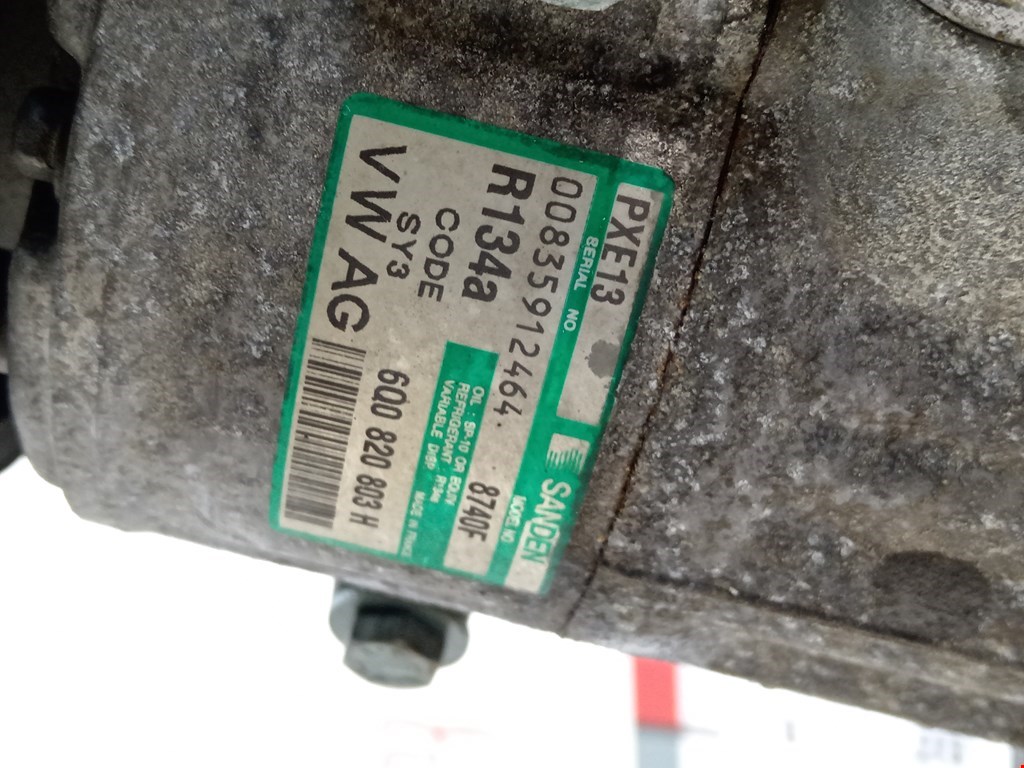 PXE13
SANDEN
SERIAL NO.
MODEL NO
00835912464.
8740F
R134a
OIL : SP-10 OR EQUIV
REFRIGERANT : R134a
VARIABLE DISP.
MADE IN FRANCE
CODE
SY3
6Q0 820 803 H
VW AG